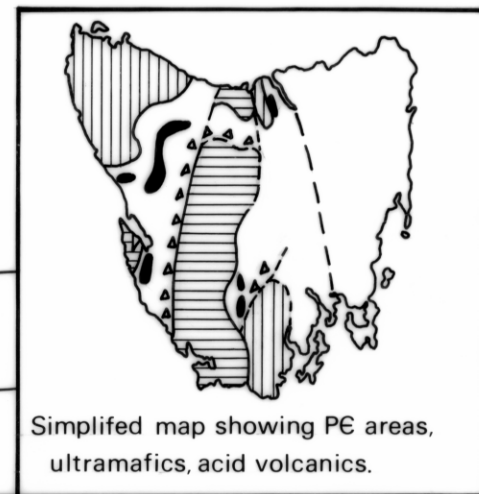 Simplifed map showing PЄ areas,
ultramafics, acid volcanics.